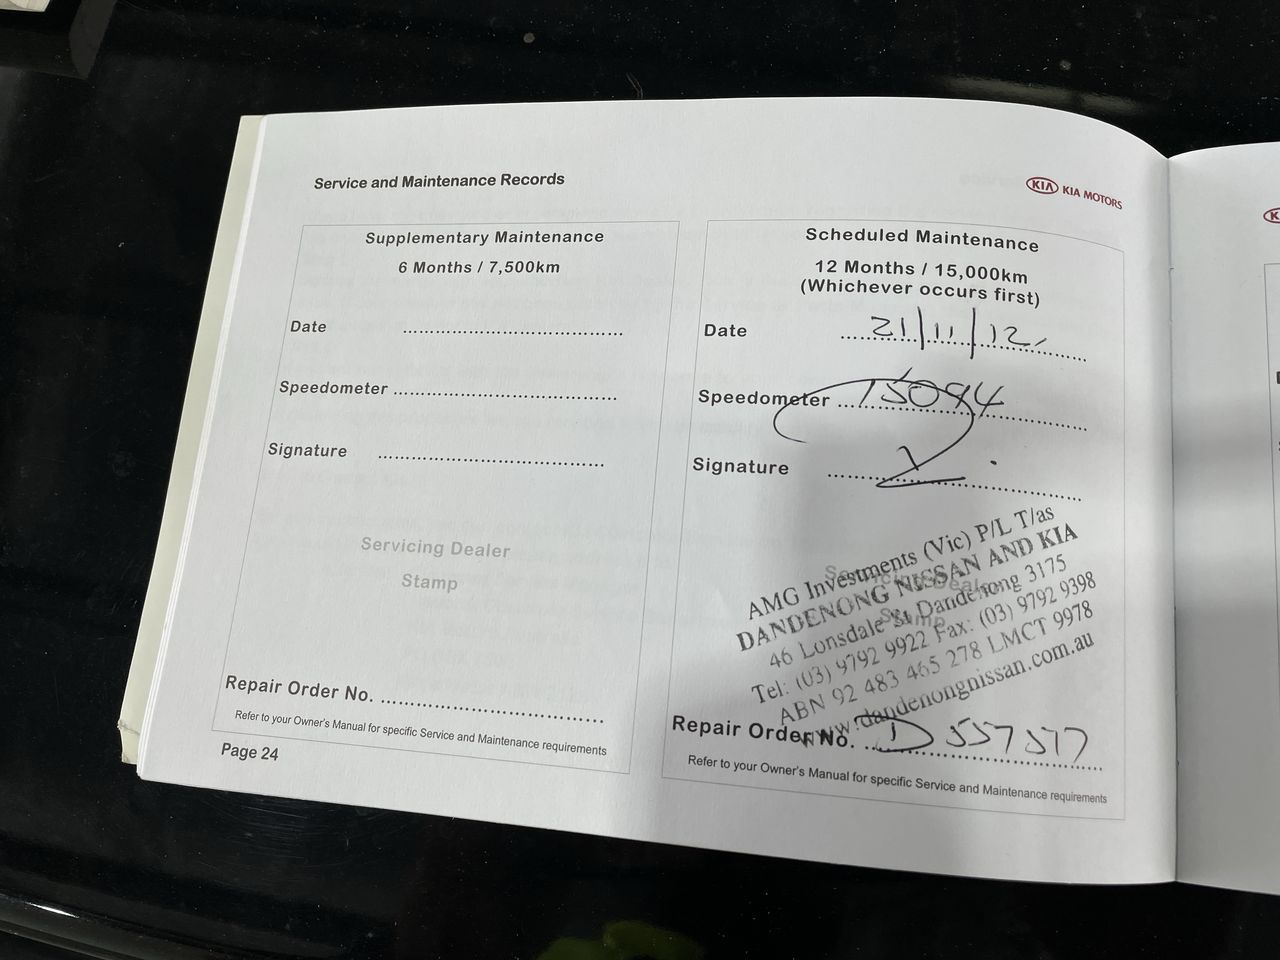 Service and Maintenance Records
KIA KIA MOTORS
Supplementary Maintenance
6 Months / 7,500km
Date
Speedometer
Signature
Servicing Dealer
Stamp
Repair Order No.
Refer to your Owner's Manual for specific Service and Maintenance requirements
Page 24
Scheduled Maintenance
12 Months / 15,000km
(Whichever occurs first)
Date 21/11/12
Speedometer 15094
Signature
Servicing Dealer
Stamp
AMG Investments (Vic) P/L T/as
DANDENONG NISSAN AND KIA
46 Lonsdale St Dandenong 3175
Tel: (03) 9792 9922 Fax: (03) 9792 9398
ABN 92 483 465 278 LMCT 9978
www.dandenongnissan.com.au
Repair Order No. D
Refer to your Owner's Manual for specific Service and Maintenance requirements